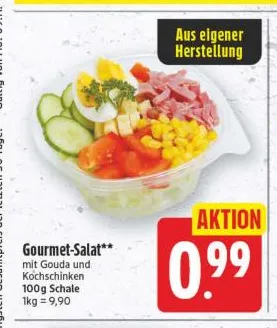 Aus eigener
Herstellung
Gourmet-Salat**
mit Gouda und
Kochschinken
100g Schale
1kg = 9,90
AKTION
0.99